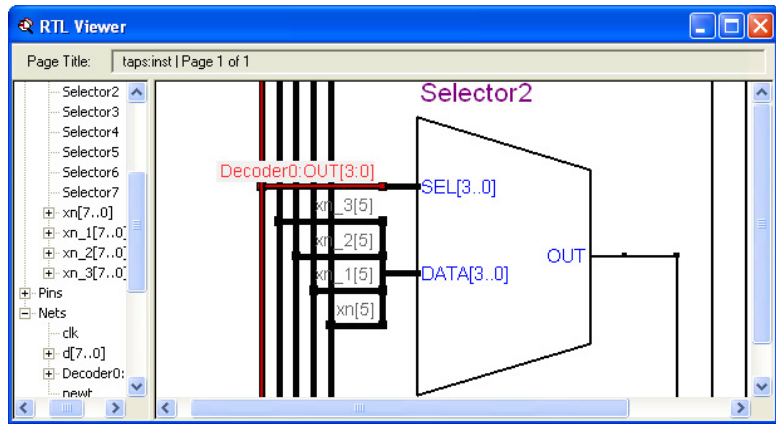 RTL Viewer
Page Title: taps:inst | Page 1 of 1
Selector2
Selector3
Selector4
Selector5
Selector6
Selector7
xn[7..0]
xn_1[7..0]
xn_2[7..0]
xn_3[7..0]
Pins
Nets
clk
d[7..0]
Decoder0:
newt
Selector2
Decoder0:OUT[3:0]
SEL[3..0]
xn_3[5]
xn_2[5]
xn_1[5]
xn[5]
DATA[3..0]
OUT